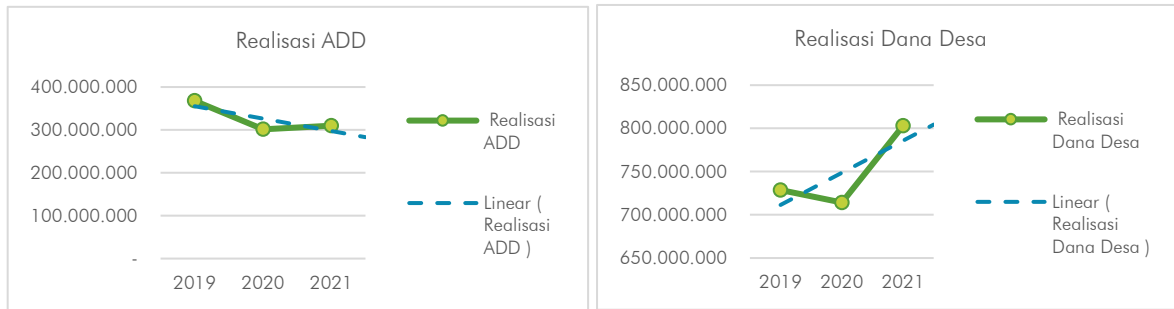 Realisasi ADD
400.000.000
300.000.000
200.000.000
100.000.000
-
2019 2020 2021
Realisasi
ADD
Linear (
Realisasi
ADD )
Realisasi Dana Desa
850.000.000
800.000.000
750.000.000
700.000.000
650.000.000
2019 2020 2021
Realisasi
Dana Desa
Linear (
Realisasi
Dana Desa )